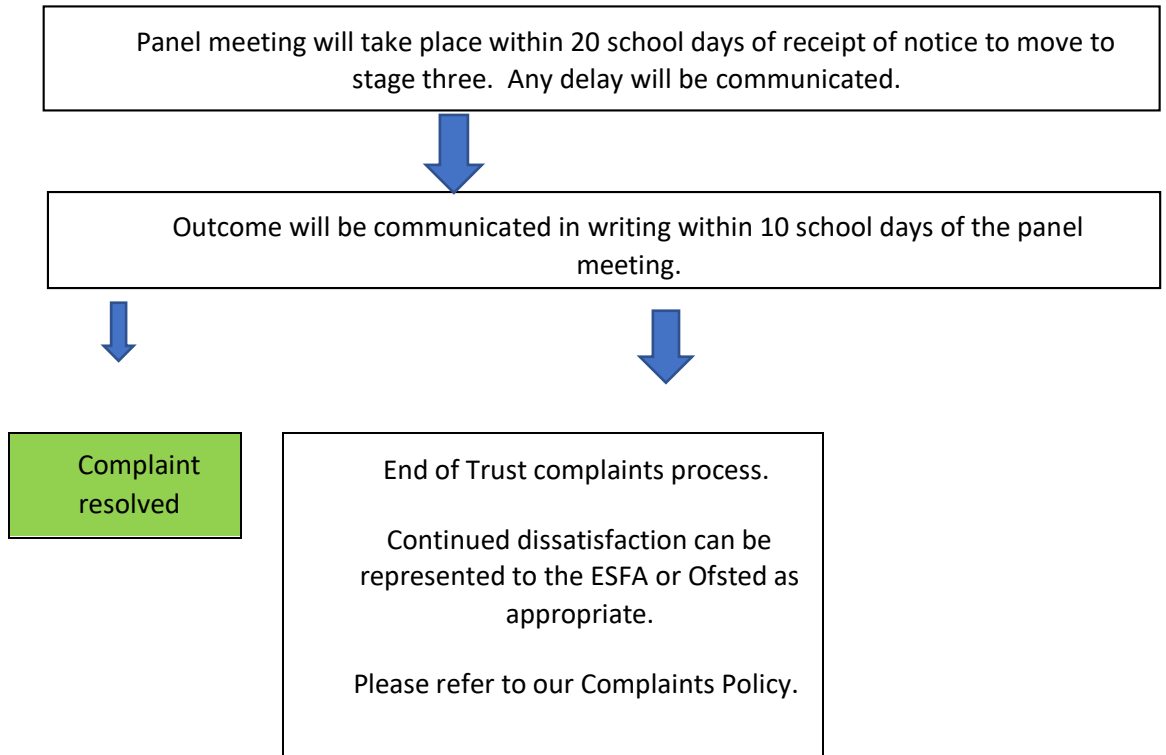 Panel meeting will take place within 20 school days of receipt of notice to move to
stage three.  Any delay will be communicated.
Outcome will be communicated in writing within 10 school days of the panel
meeting.
Complaint
resolved
End of Trust complaints process.
Continued dissatisfaction can be
represented to the ESFA or Ofsted as
appropriate.
Please refer to our Complaints Policy.